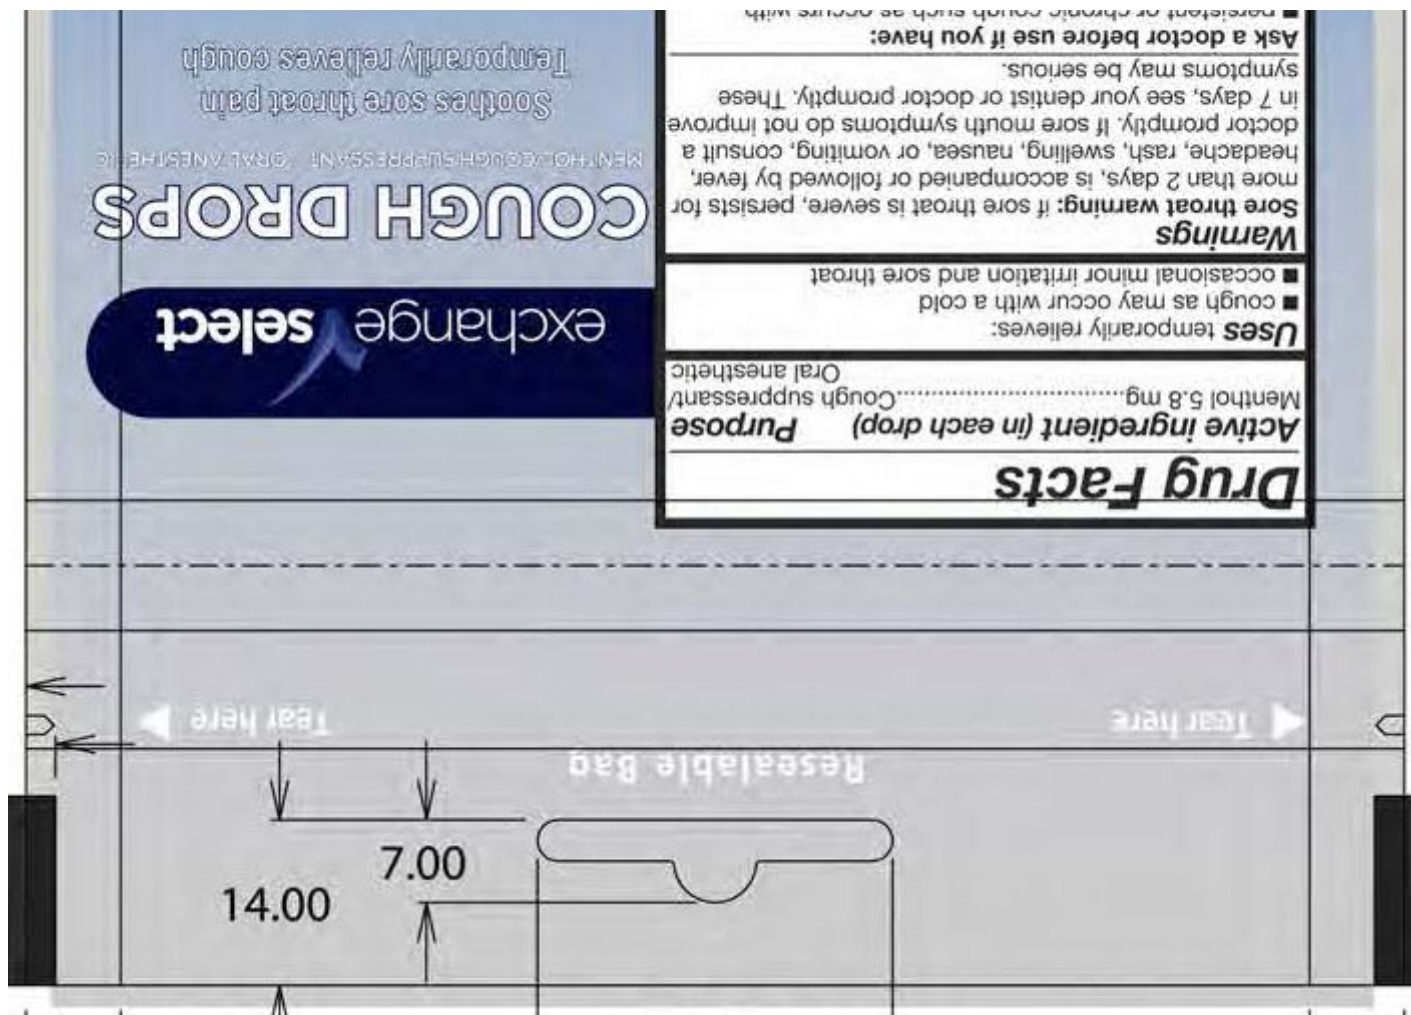 14.00
7.00
Resealable Bag
Tear here
Tear here
Drug Facts
Active ingredient (in each drop) Purpose
Menthol 5.8 mg................................Cough suppressant/
Oral anesthetic
Uses temporarily relieves:
■ cough as may occur with a cold
■ occasional minor irritation and sore throat
Warnings
Sore throat warning: if sore throat is severe, persists for
more than 2 days, is accompanied or followed by fever,
headache, rash, swelling, nausea, or vomiting, consult a
doctor promptly. If sore mouth symptoms do not improve
in 7 days, see your dentist or doctor promptly. These
symptoms may be serious.
Ask a doctor before use if you have:
■ persistent or chronic cough such as occurs with
exchange select
COUGH DROPS
MENTHOL COUGH SUPPRESSANT / ORAL ANESTHETIC
Soothes sore throat pain
Temporarily relieves cough